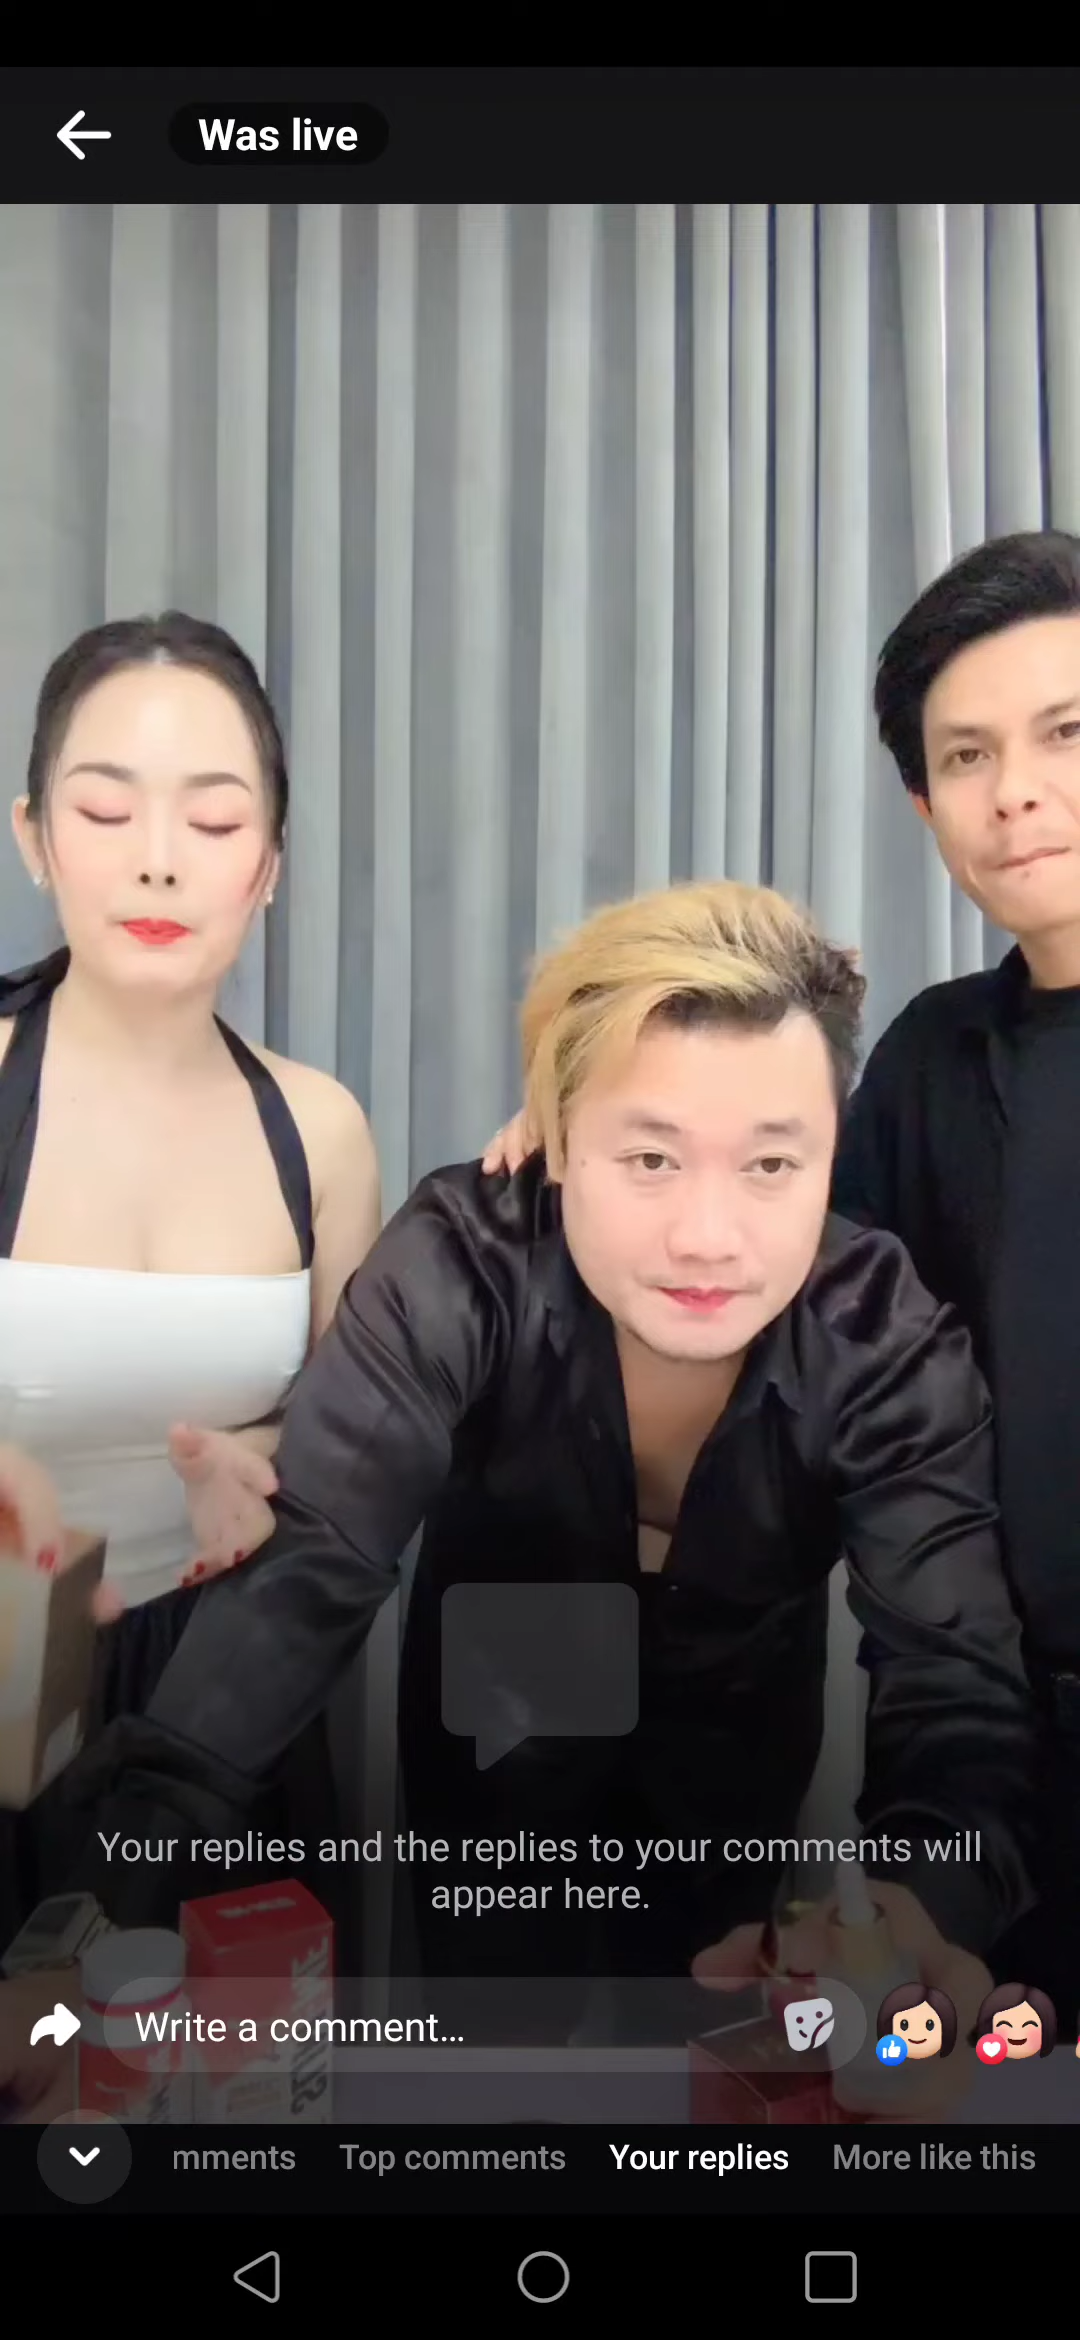 Was live
Your replies and the replies to your comments will
appear here.
Write a comment...
mments
Top comments
Your replies
More like this